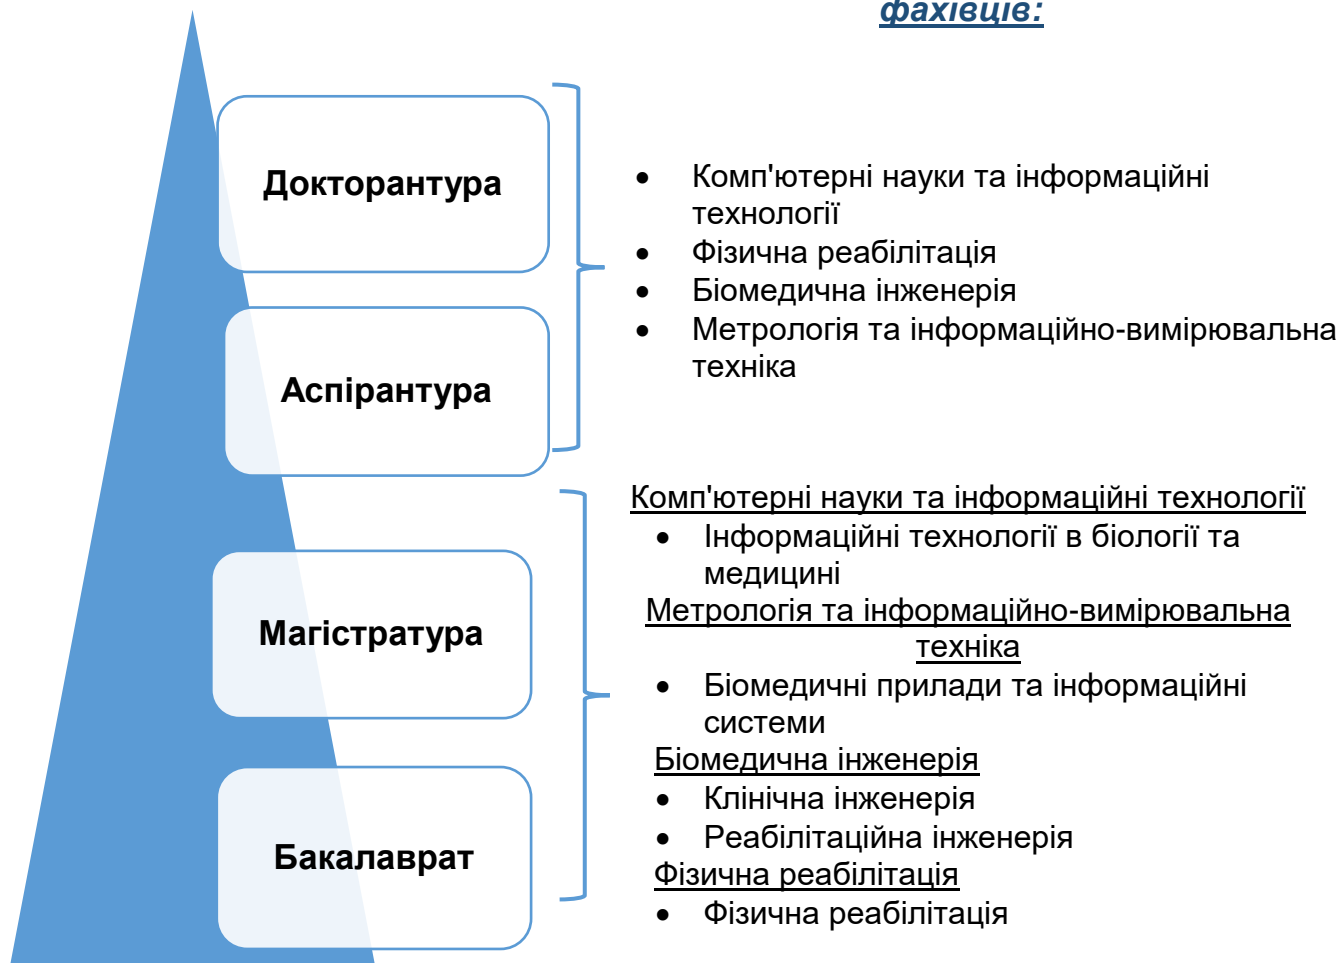 фахівців:
Докторантура
Аспірантура
• Комп'ютерні науки та інформаційні
технології
• Фізична реабілітація
• Біомедична інженерія
• Метрологія та інформаційно-вимірювальна
техніка
Магістратура
Бакалаврат
Комп'ютерні науки та інформаційні технології
• Інформаційні технології в біології та
медицині
Метрологія та інформаційно-вимірювальна
техніка
• Біомедичні прилади та інформаційні
системи
Біомедична інженерія
• Клінічна інженерія
• Реабілітаційна інженерія
Фізична реабілітація
• Фізична реабілітація